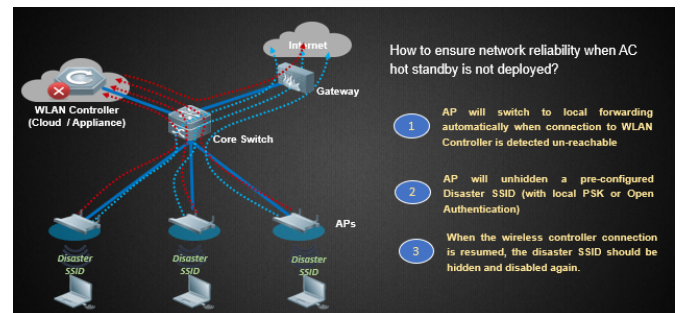 Internet
Gateway
WLAN Controller
(Cloud / Appliance)
Core Switch
APs
Disaster
SSID
Disaster
SSID
Disaster
SSID
How to ensure network reliability when AC
hot standby is not deployed?
1
AP will switch to local forwarding
automatically when connection to WLAN
Controller is detected un-reachable
2
AP will unhidden a pre-configured
Disaster SSID (with local PSK or Open
Authentication)
3
When the wireless controller connection
is resumed, the disaster SSID should be
hidden and disabled again.